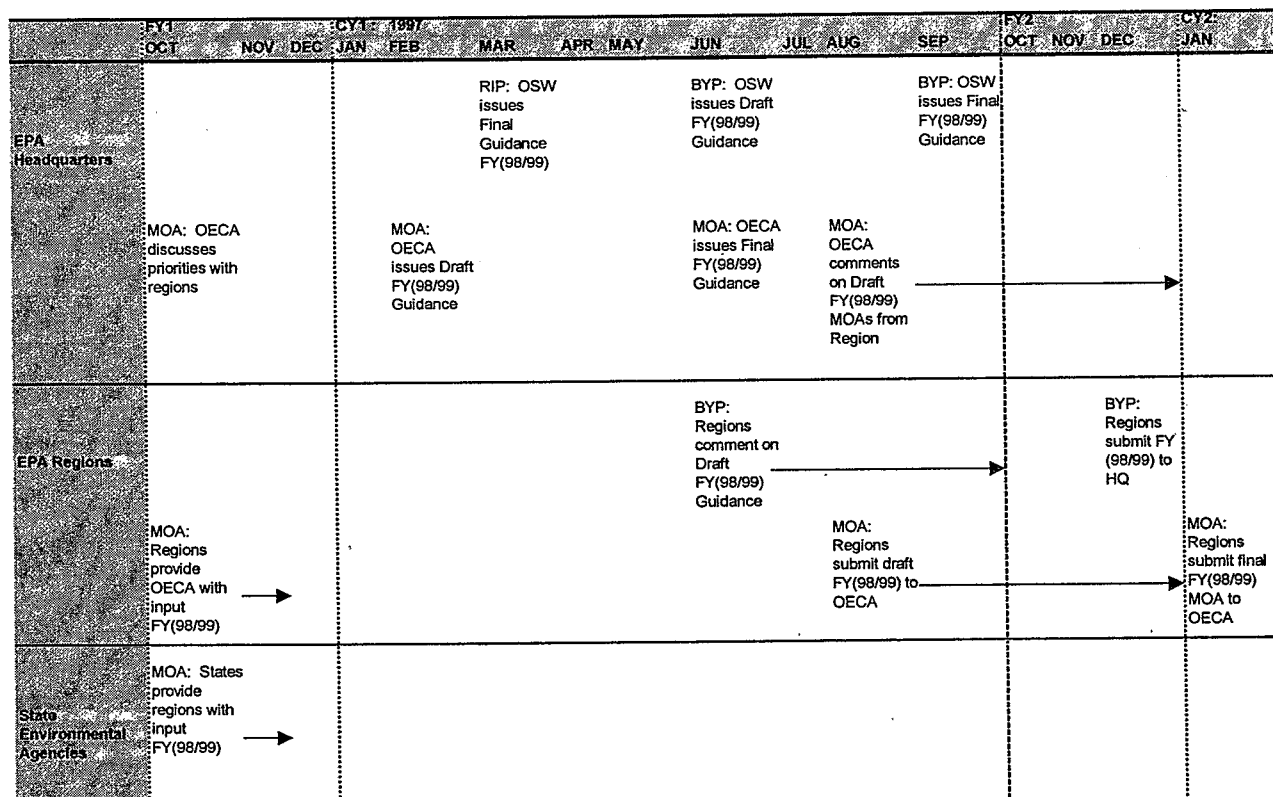 FY1 CY1: 1997 FY2 CY2:
OCT NOV DEC JAN FEB MAR APR MAY JUN JUL AUG SEP OCT NOV DEC JAN
EPA
Headquarters
RIP: OSW
issues
Final
Guidance
FY(98/99)
BYP: OSW
issues Draft
FY(98/99)
Guidance
BYP: OSW
issues Final
FY(98/99)
Guidance
MOA: OECA
discusses
priorities with
regions
MOA:
OECA
issues Draft
FY(98/99)
Guidance
MOA: OECA
issues Final
FY(98/99)
Guidance
MOA:
OECA
comments
on Draft
FY(98/99)
MOAs from
Region
EPA Regions
BYP:
Regions
comment on
Draft
FY(98/99)
Guidance
BYP:
Regions
submit FY
(98/99) to
HQ
MOA:
Regions
provide
OECA with
input
FY(98/99)
MOA:
Regions
submit draft
FY(98/99) to
OECA
MOA:
Regions
submit final
FY(98/99)
MOA to
OECA
State
Environmental
Agencies
MOA: States
provide
regions with
input
FY(98/99)